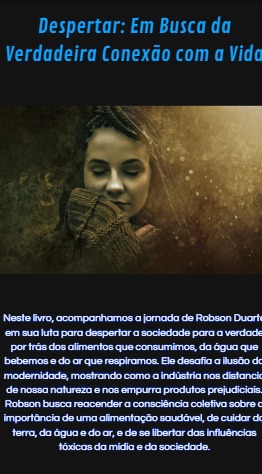 Despertar: Em Busca da
Verdadeira Conexão com a Vida
Neste livro, acompanhamos a jornada de Robson Duarte
em sua luta para despertar a sociedade para a verdade
por trás dos alimentos que consumimos, da água que
bebemos e do ar que respiramos. Ele desafia a ilusão da
modernidade, mostrando como a indústria nos distancia
de nossa natureza e nos empurra produtos prejudiciais.
Robson busca reacender a consciência coletiva sobre a
importância de uma alimentação saudável, de cuidar da
terra, da água e do ar, e de se libertar das influências
tóxicas da mídia e da sociedade.